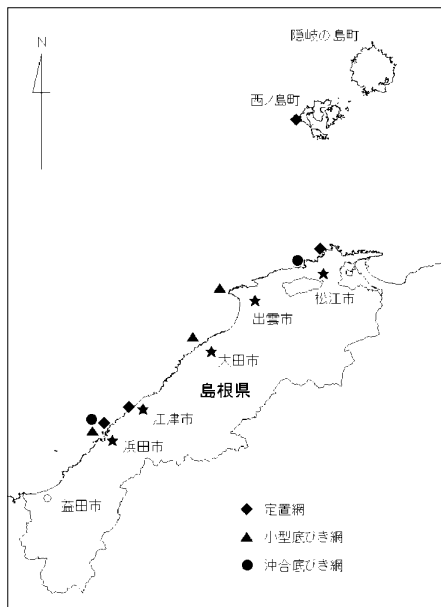 N
隠岐の島町
西ノ島町
松江市
出雲市
大田市
島根県
江津市
浜田市
益田市
定置網
小型底びき網
沖合底びき網